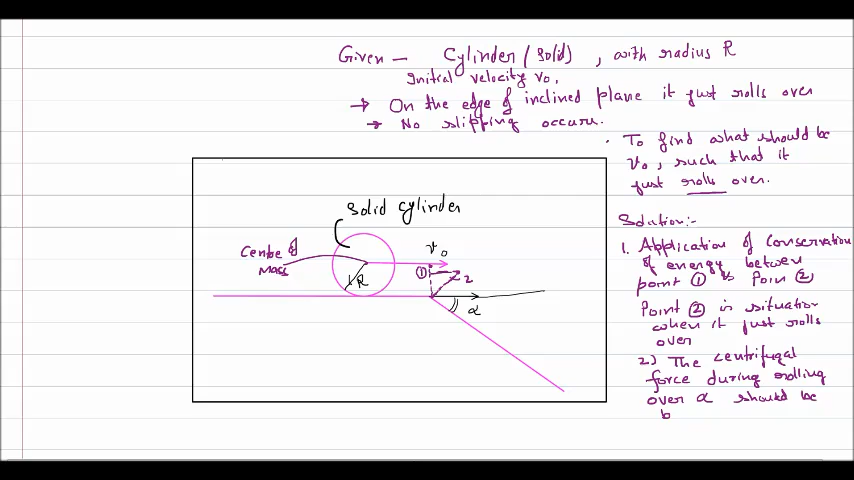 Given — Cylinder (solid), with radius R
Initial velocity v₀.
→ On the edge of inclined plane it just rolls over
→ No slipping occurs.
To find what should be
v₀, such that it
just rolls over.
Solid cylinder
Centre of
mass
R
v₀
①
2
α
Solution:-
1. Application of Conservation
of energy between
point ① & Poin ②
Point ② is situation
when it just rolls
over
2) The centrifugal
force during rolling
over α should be
b